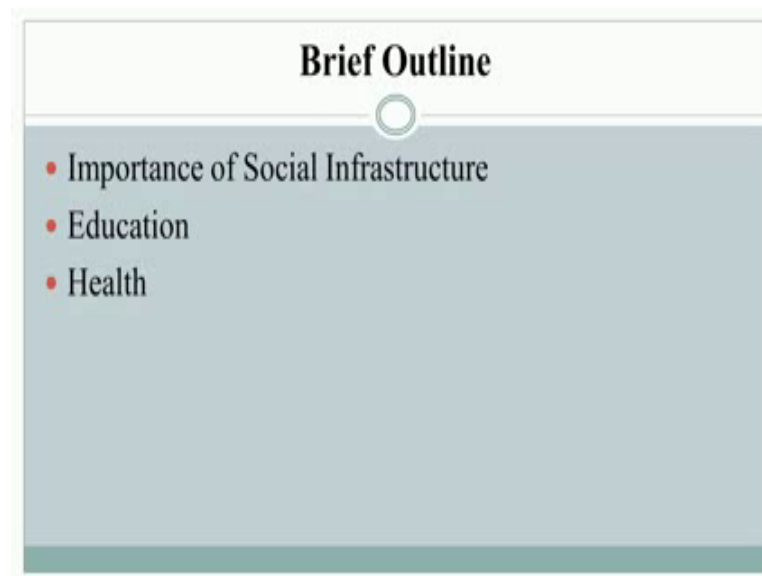 Brief Outline
Importance of Social Infrastructure
Education
Health